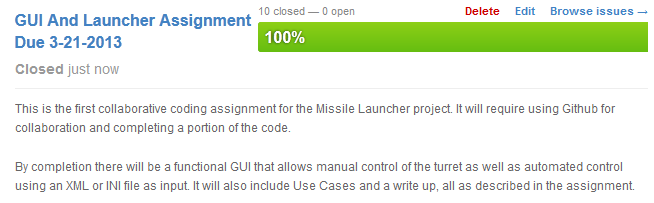 GUI And Launcher Assignment
Due 3-21-2013
Closed just now
10 closed — 0 open
Delete Edit Browse issues →
100%
This is the first collaborative coding assignment for the Missile Launcher project. It will require using Github for
collaboration and completing a portion of the code.
By completion there will be a functional GUI that allows manual control of the turret as well as automated control
using an XML or INI file as input. It will also include Use Cases and a write up, all as described in the assignment.